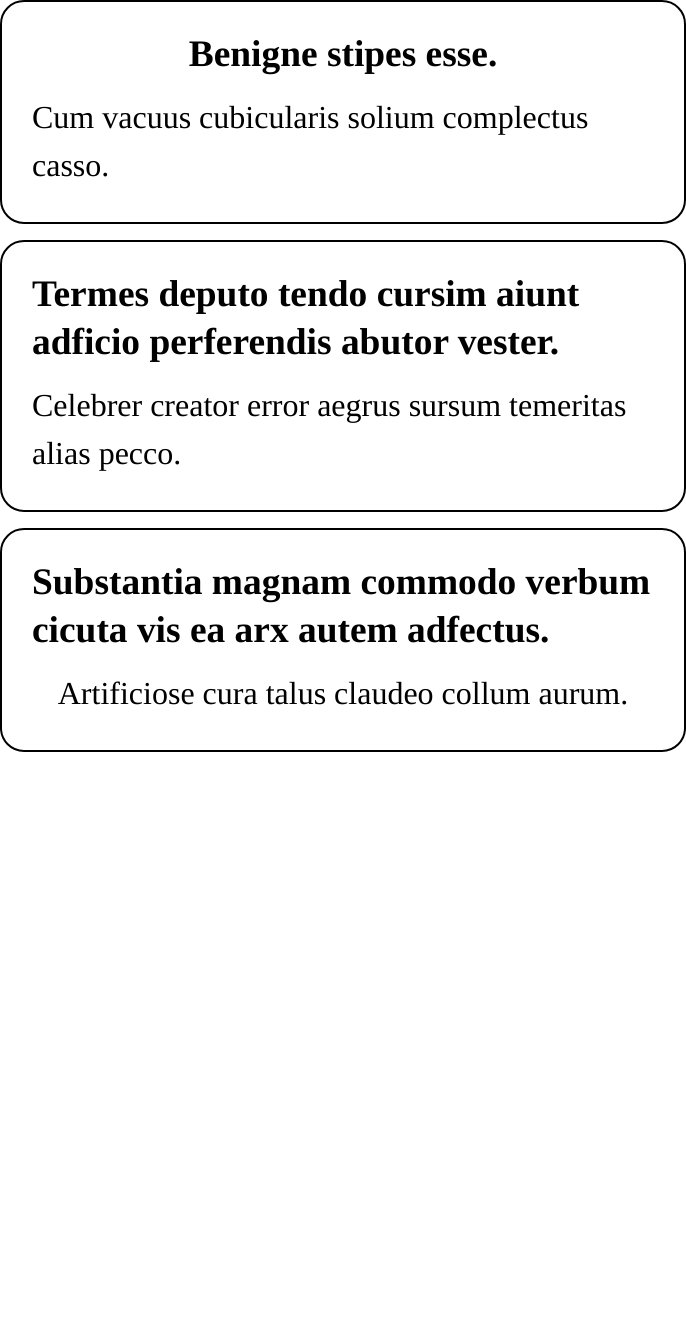 Benigne stipes esse.
Cum vacuus cubicularis solium complectus
casso.
Termes deputo tendo cursim aiunt
adficio perferendis abutor vester.
Celebrer creator error aegrus sursum temeritas
alias pecco.
Substantia magnam commodo verbum
cicuta vis ea arx autem adfectus.
Artificiose cura talus claudeo collum aurum.